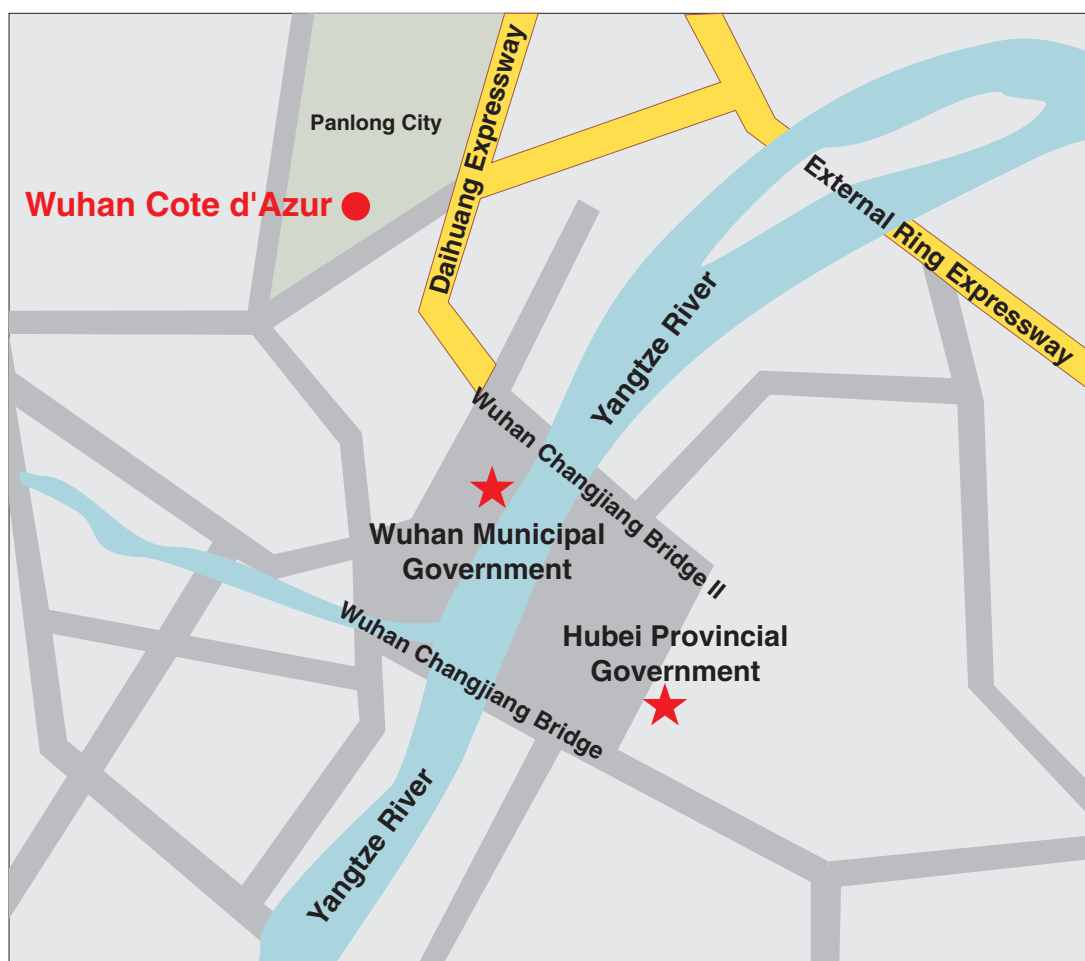 Panlong City
Wuhan Cote d'Azur
Daihuang Expressway
External Ring Expressway
Yangtze River
Wuhan Changjiang Bridge II
Wuhan Municipal
Government
Wuhan Changjiang Bridge
Hubei Provincial
Government
Yangtze River